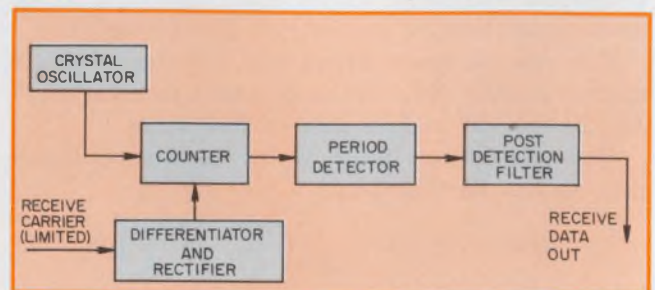 CRYSTAL
OSCILLATOR
COUNTER
PERIOD
DETECTOR
POST
DETECTION
FILTER
RECEIVE
CARRIER
(LIMITED)
DIFFERENTIATOR
AND
RECTIFIER
RECEIVE
DATA
OUT